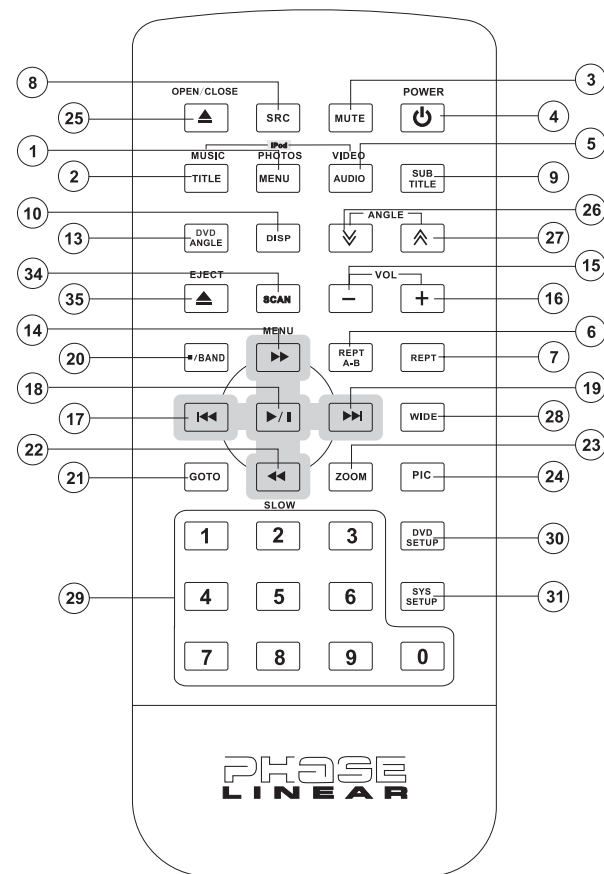 8 3
OPEN/CLOSE POWER
25 SRC MUTE 4
1 iPod 5
MUSIC PHOTOS VIDEO
2 TITLE MENU AUDIO SUB TITLE 9
10 26
13 DVD ANGLE DISP ANGLE 27
34 15
EJECT VOL
35 SCAN − + 16
14 MENU 6
20 ■/BAND REPT A-B REPT 7
18 19
17 WIDE 28
22 23
21 GOTO ZOOM PIC 24
SLOW
1 2 3 DVD SETUP 30
29 4 5 6 SYS SETUP 31
7 8 9 0
PHASE
LINEAR